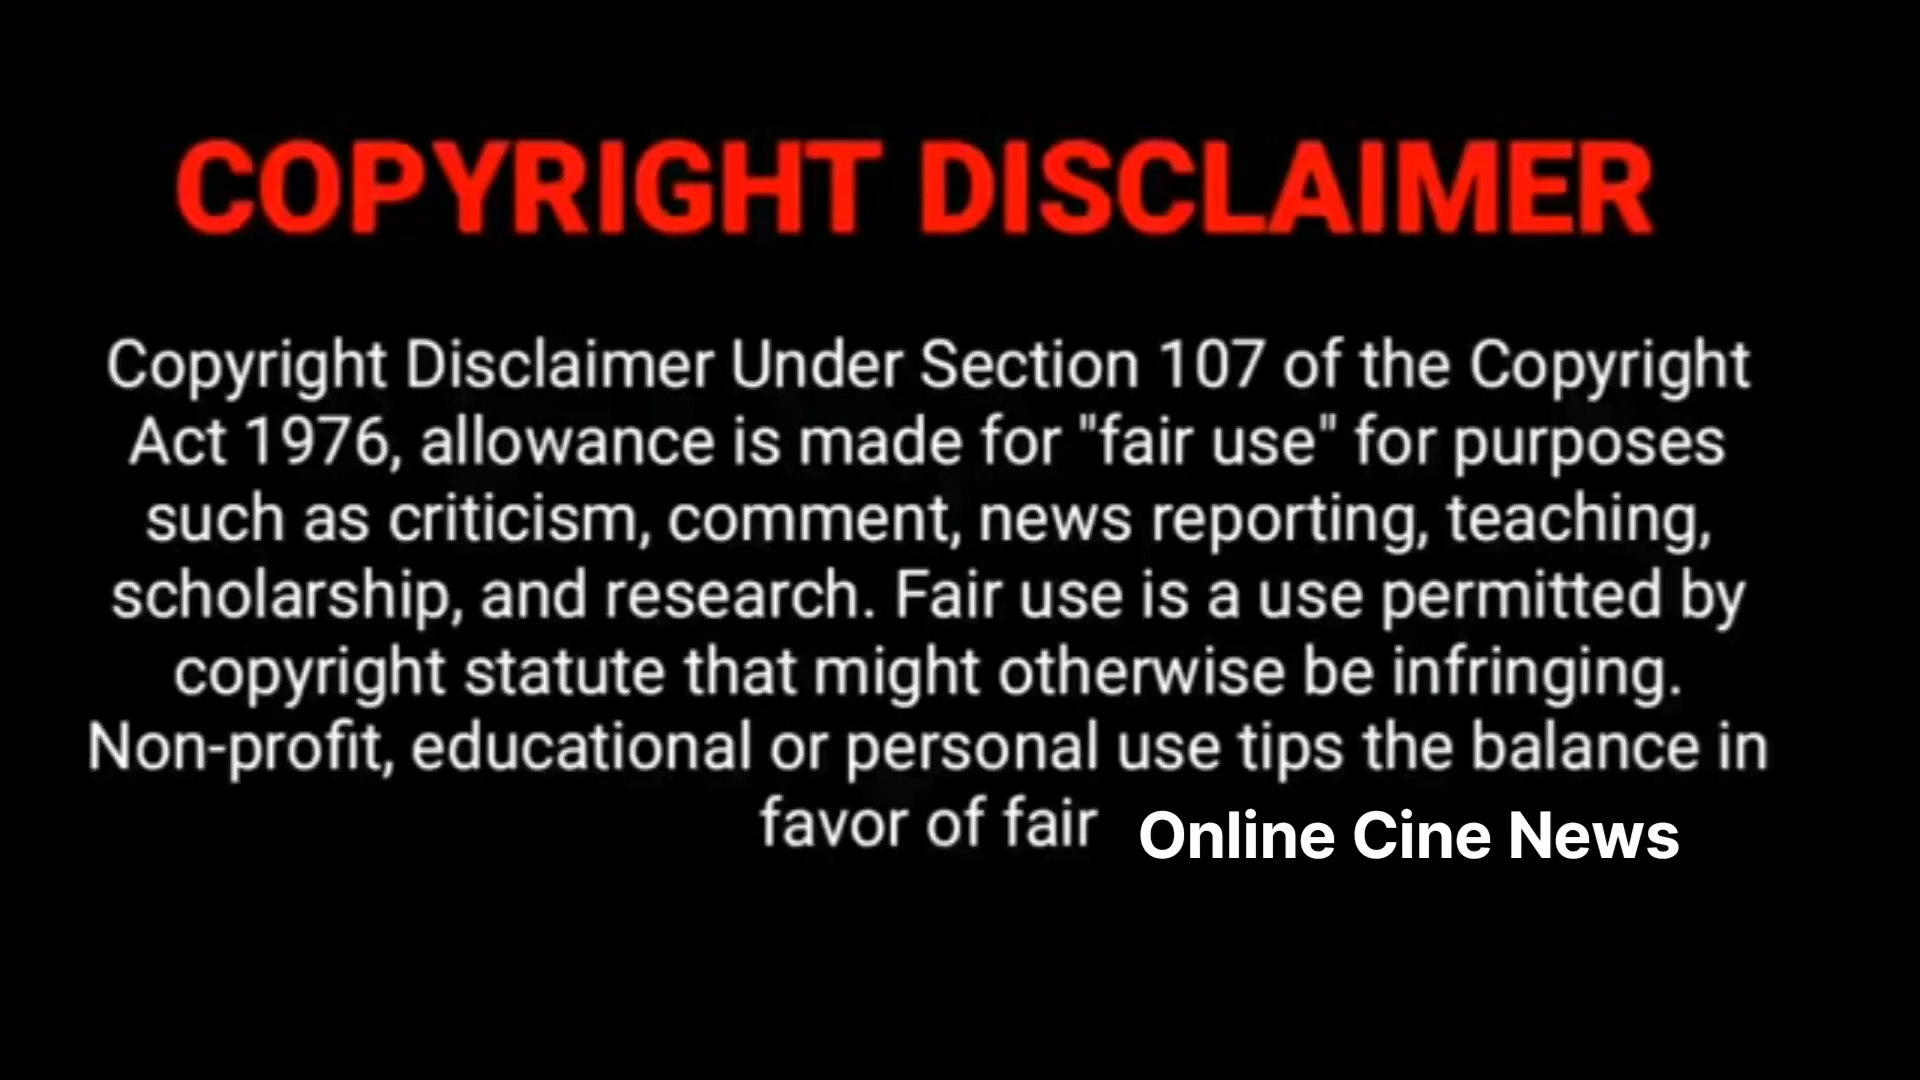 COPYRIGHT DISCLAIMER
Copyright Disclaimer Under Section 107 of the Copyright
Act 1976, allowance is made for "fair use" for purposes
such as criticism, comment, news reporting, teaching,
scholarship, and research. Fair use is a use permitted by
copyright statute that might otherwise be infringing.
Non-profit, educational or personal use tips the balance in
favor of fair Online Cine News